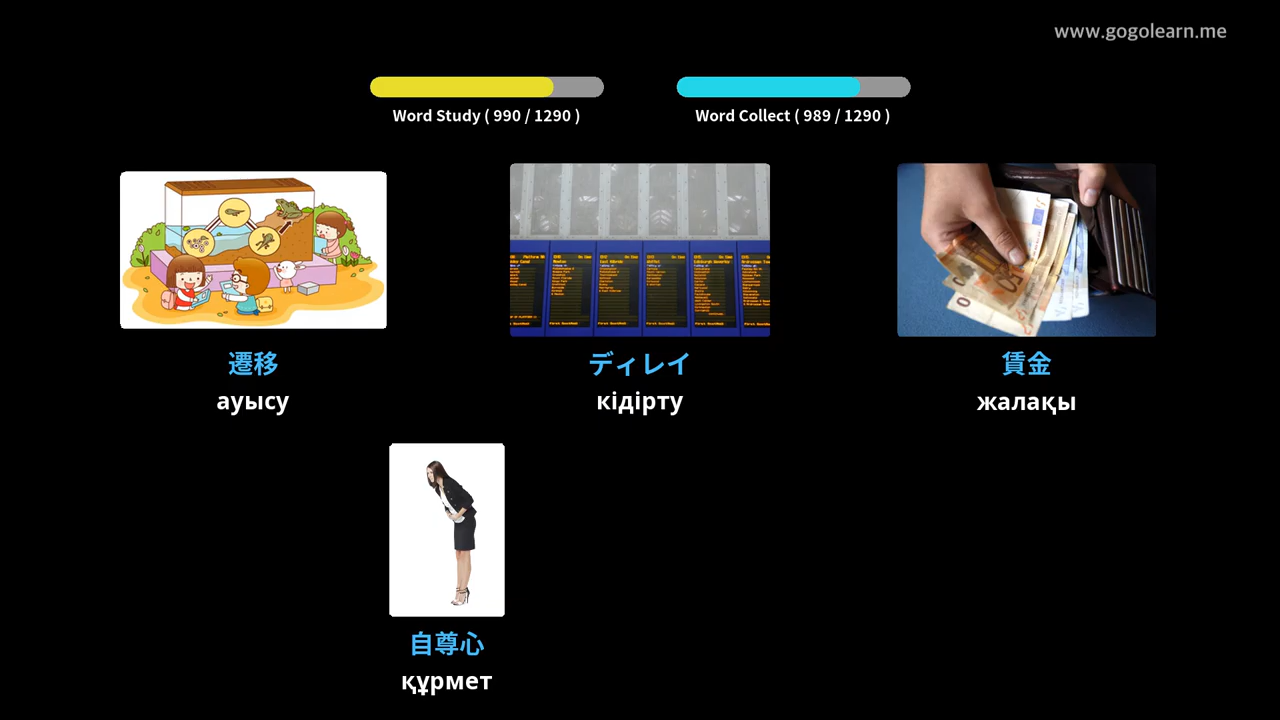 www.gogolearn.me
Word Study ( 990 / 1290 )
Word Collect ( 989 / 1290 )
遷移
ауысу
ディレイ
кідірту
賃金
жалақы
自尊心
құрмет